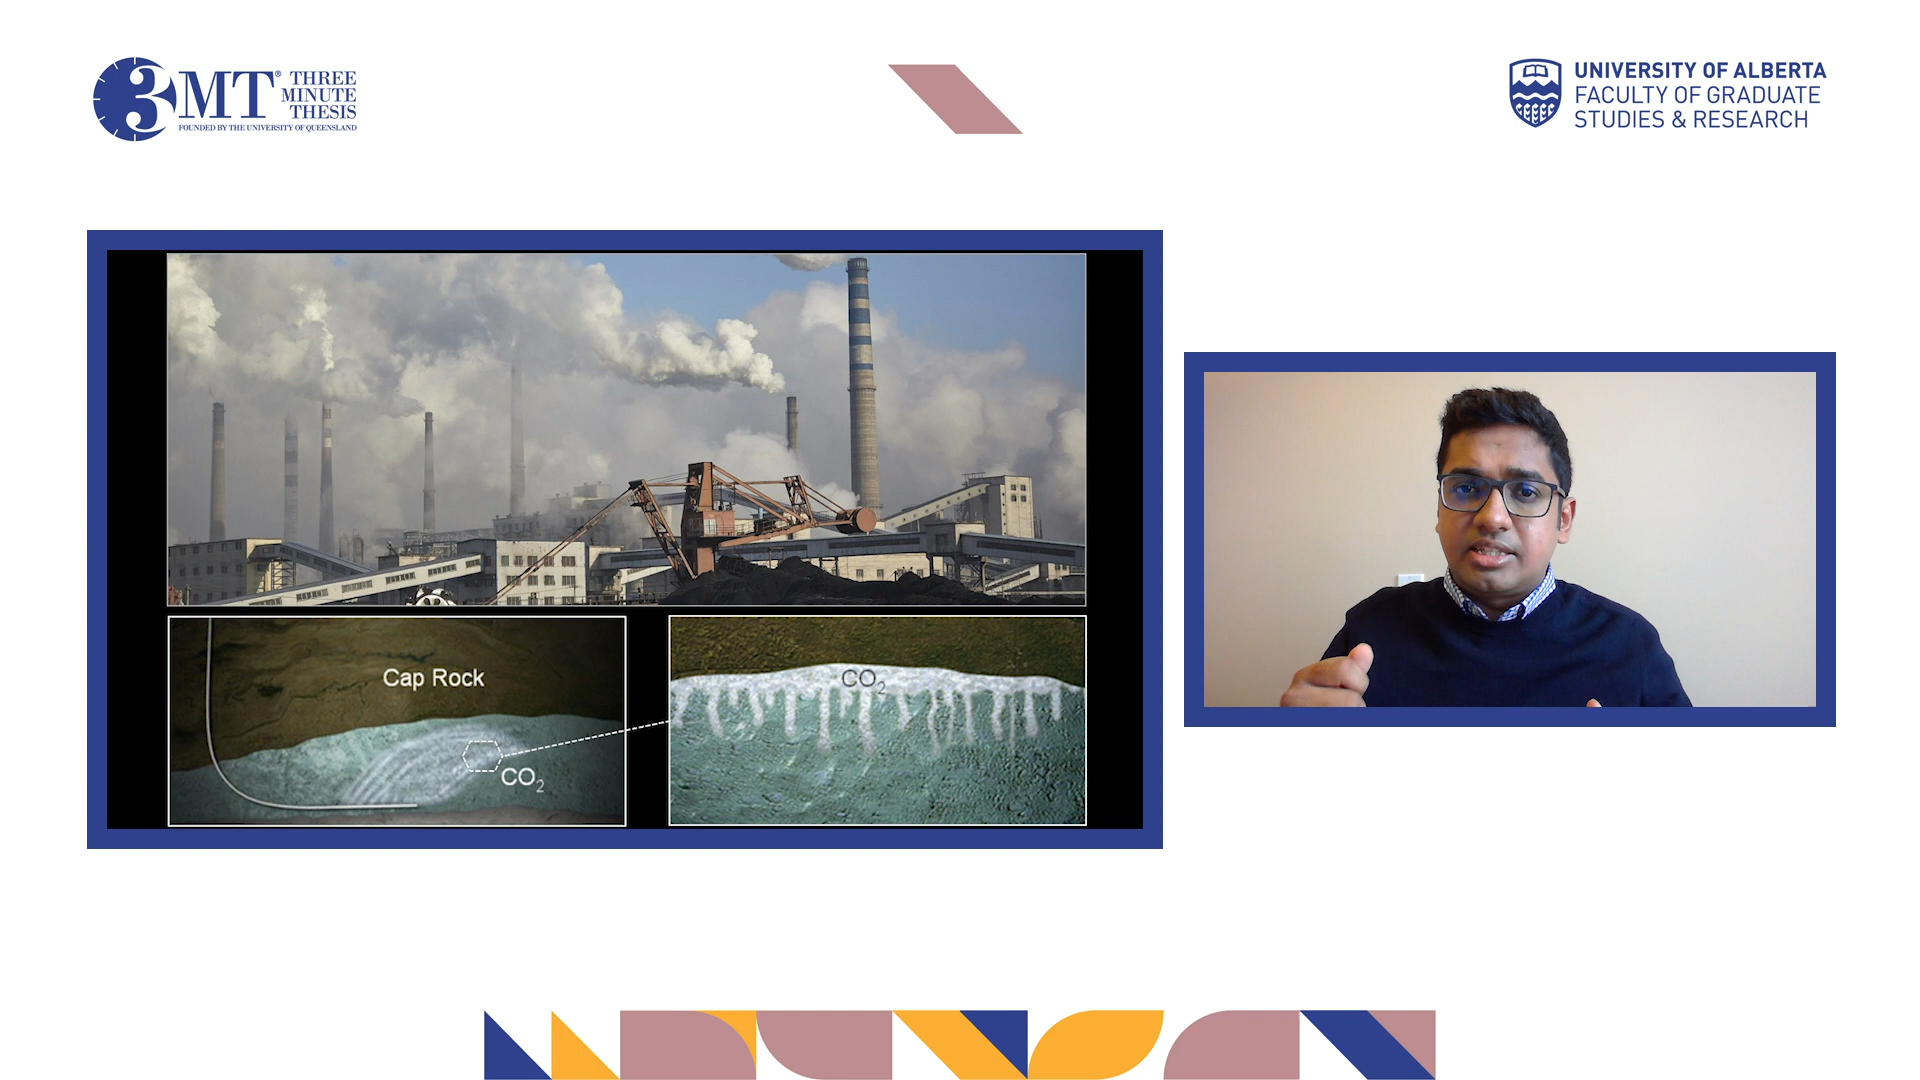 3MT® THREE
MINUTE
THESIS
FOUNDED BY THE UNIVERSITY OF QUEENSLAND
UNIVERSITY OF ALBERTA
FACULTY OF GRADUATE
STUDIES & RESEARCH
Cap Rock
CO₂
CO₂